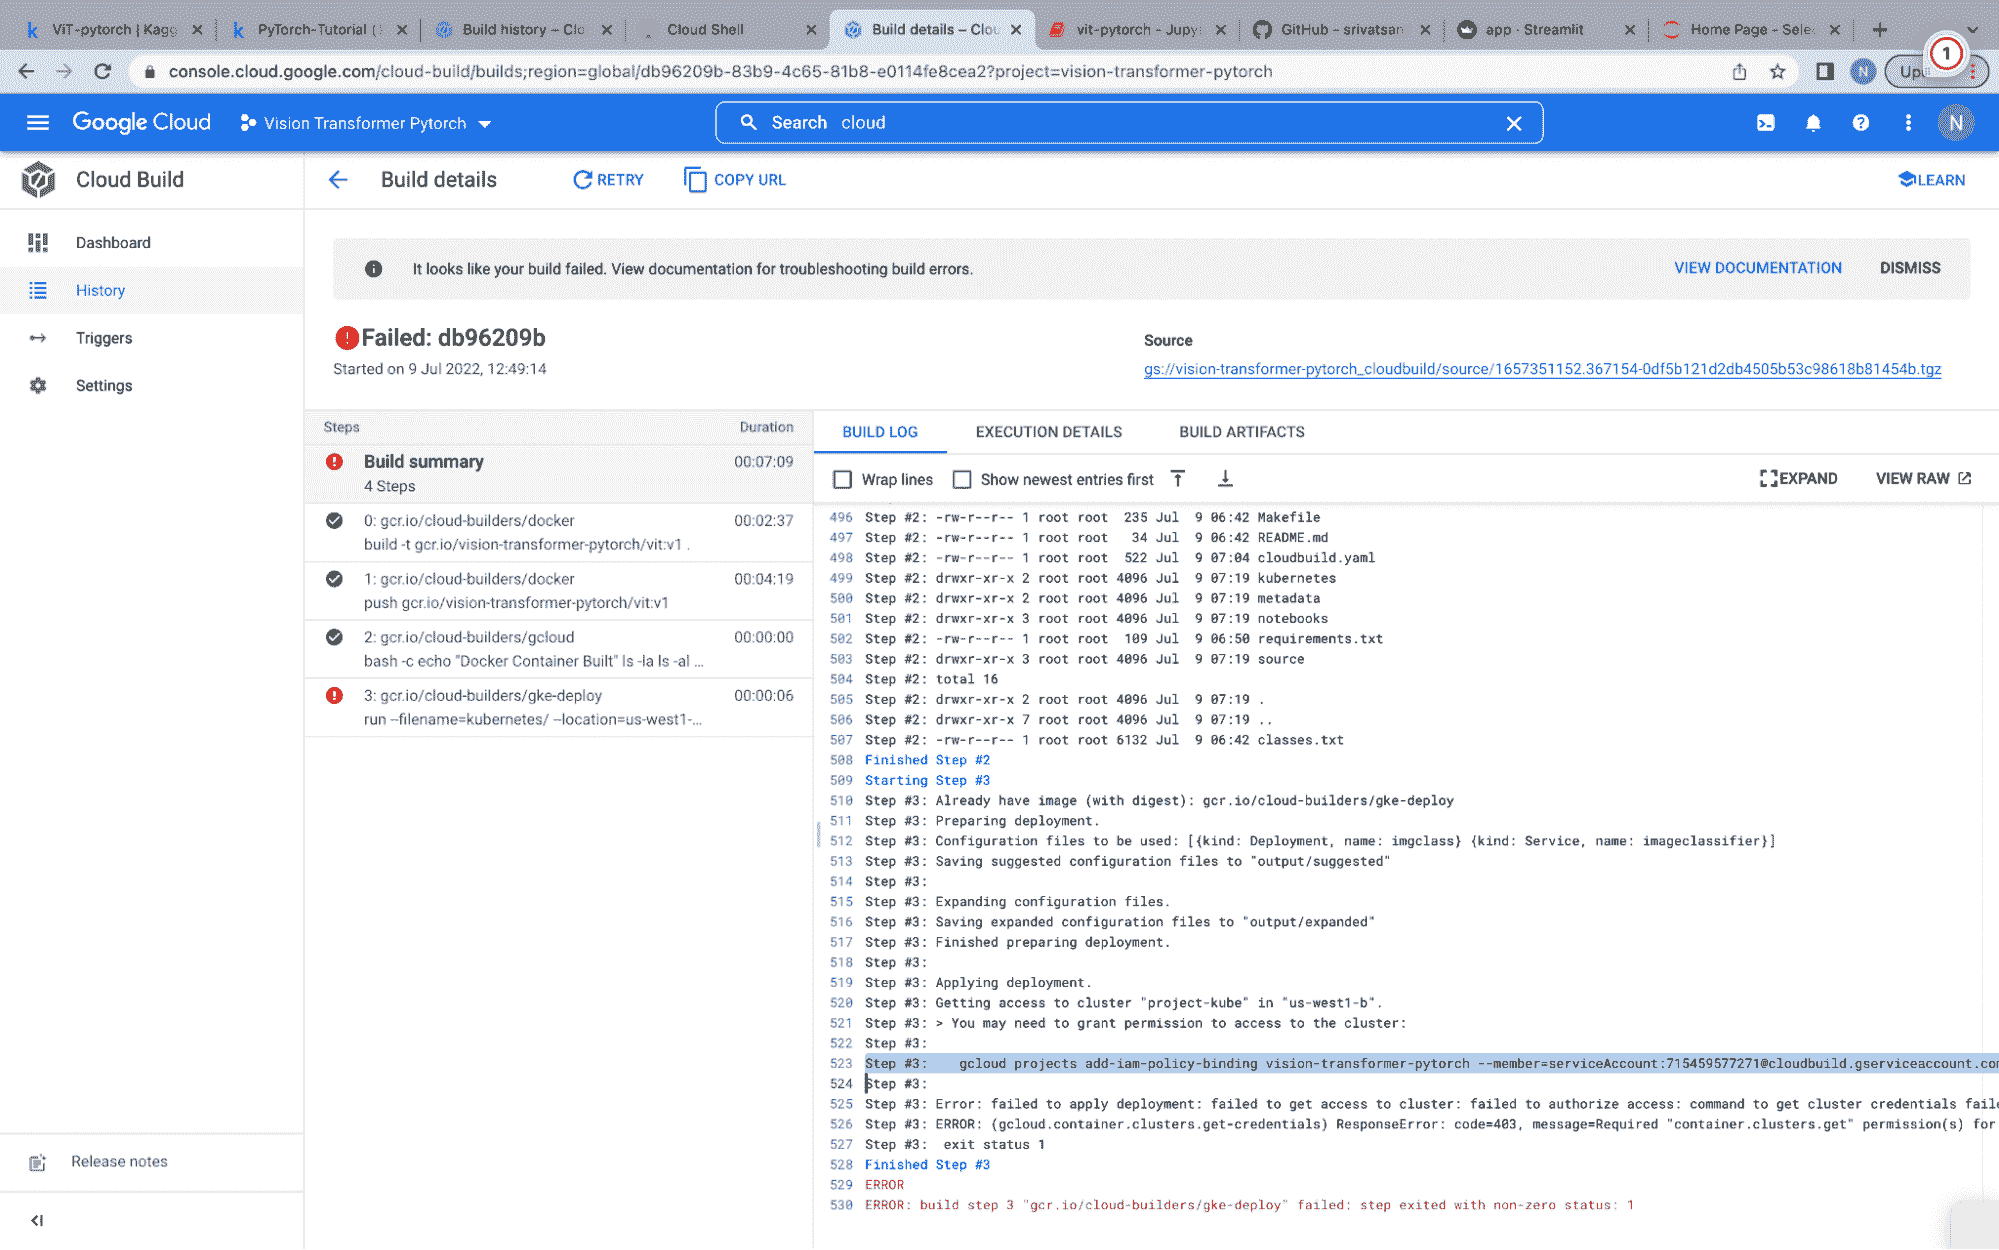 ViT-pytorch | Kagg
PyTorch-Tutorial (
Build history – Clo
Cloud Shell
Build details – Clou
vit-pytorch - Jupy
GitHub - srivatsan
app · Streamlit
Home Page - Sele
console.cloud.google.com/cloud-build/builds;region=global/db96209b-83b9-4c65-81b8-e0114fe8cea2?project=vision-transformer-pytorch
N
1
Google Cloud
Vision Transformer Pytorch
Search cloud
N
Cloud Build
Build details
RETRY
COPY URL
LEARN
Dashboard
History
Triggers
Settings
Release notes
It looks like your build failed. View documentation for troubleshooting build errors.
VIEW DOCUMENTATION
DISMISS
Failed: db96209b
Started on 9 Jul 2022, 12:49:14
Source
gs://vision-transformer-pytorch_cloudbuild/source/1657351152.367154-0df5b121d2db4505b53c98618b81454b.tgz
Steps Duration
Build summary 00:07:09
4 Steps
0: gcr.io/cloud-builders/docker 00:02:37
build -t gcr.io/vision-transformer-pytorch/vit:v1 .
1: gcr.io/cloud-builders/docker 00:04:19
push gcr.io/vision-transformer-pytorch/vit:v1
2: gcr.io/cloud-builders/gcloud 00:00:00
bash -c echo "Docker Container Built" ls -la ls -al ...
3: gcr.io/cloud-builders/gke-deploy 00:00:06
run --filename=kubernetes/ --location=us-west1-...
BUILD LOG
EXECUTION DETAILS
BUILD ARTIFACTS
Wrap lines
Show newest entries first
EXPAND
VIEW RAW
496 Step #2: -rw-r--r-- 1 root root 235 Jul 9 06:42 Makefile
497 Step #2: -rw-r--r-- 1 root root 34 Jul 9 06:42 README.md
498 Step #2: -rw-r--r-- 1 root root 522 Jul 9 07:04 cloudbuild.yaml
499 Step #2: drwxr-xr-x 2 root root 4096 Jul 9 07:19 kubernetes
500 Step #2: drwxr-xr-x 2 root root 4096 Jul 9 07:19 metadata
501 Step #2: drwxr-xr-x 3 root root 4096 Jul 9 07:19 notebooks
502 Step #2: -rw-r--r-- 1 root root 109 Jul 9 06:50 requirements.txt
503 Step #2: drwxr-xr-x 3 root root 4096 Jul 9 07:19 source
504 Step #2: total 16
505 Step #2: drwxr-xr-x 2 root root 4096 Jul 9 07:19 .
506 Step #2: drwxr-xr-x 7 root root 4096 Jul 9 07:19 ..
507 Step #2: -rw-r--r-- 1 root root 6132 Jul 9 06:42 classes.txt
508 Finished Step #2
509 Starting Step #3
510 Step #3: Already have image (with digest): gcr.io/cloud-builders/gke-deploy
511 Step #3: Preparing deployment.
512 Step #3: Configuration files to be used: [{kind: Deployment, name: imgclass} {kind: Service, name: imageclassifier}]
513 Step #3: Saving suggested configuration files to "output/suggested"
514 Step #3:
515 Step #3: Expanding configuration files.
516 Step #3: Saving expanded configuration files to "output/expanded"
517 Step #3: Finished preparing deployment.
518 Step #3:
519 Step #3: Applying deployment.
520 Step #3: Getting access to cluster "project-kube" in "us-west1-b".
521 Step #3: > You may need to grant permission to access to the cluster:
522 Step #3:
523 Step #3: gcloud projects add-iam-policy-binding vision-transformer-pytorch --member=serviceAccount:715459577271@cloudbuild.gserviceaccount.co
524 Step #3:
525 Step #3: Error: failed to apply deployment: failed to get access to cluster: failed to authorize access: command to get cluster credentials faile
526 Step #3: ERROR: (gcloud.container.clusters.get-credentials) ResponseError: code=403, message=Required "container.clusters.get" permission(s) for
527 Step #3: exit status 1
528 Finished Step #3
529 ERROR
530 ERROR: build step 3 "gcr.io/cloud-builders/gke-deploy" failed: step exited with non-zero status: 1